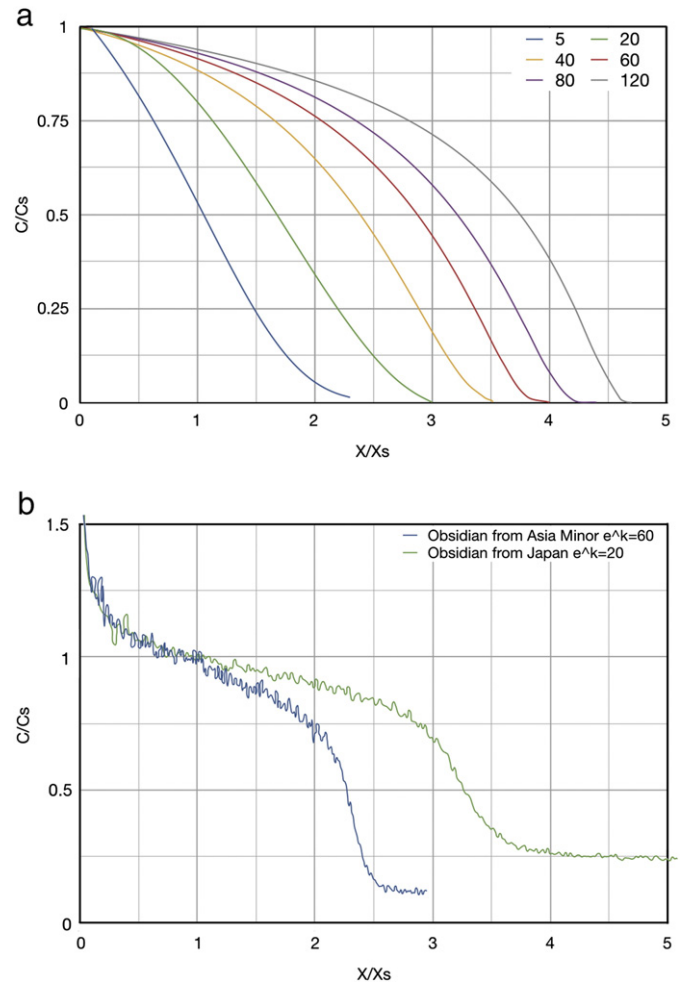 a
1
0.75
0.5
0.25
0
C/Cs
5 20
40 60
80 120
0 1 2 3 4 5
X/Xs
b
1.5
1
0.5
0
C/Cs
Obsidian from Asia Minor e^k=60
Obsidian from Japan e^k=20
0 1 2 3 4 5
X/Xs